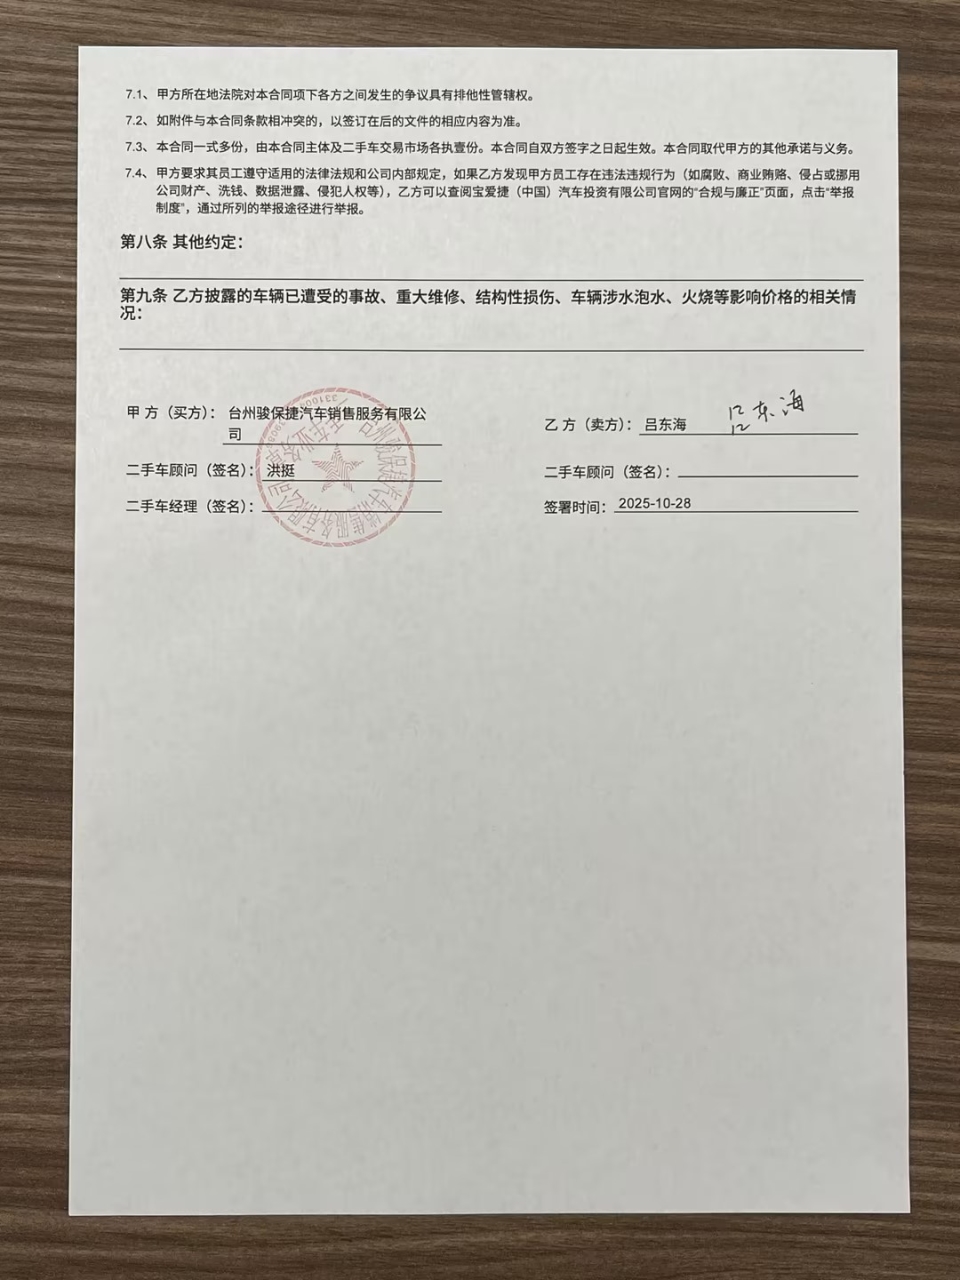 7.1、甲方所在地法院对本合同项下各方之间发生的争议具有排他性管辖权。
7.2、如附件与本合同条款相冲突的，以签订在后的文件的相应内容为准。
7.3、本合同一式多份，由本合同主体及二手车交易市场各执壹份。本合同自双方签字之日起生效。本合同取代甲方的其他承诺与义务。
7.4、甲方要求其员工遵守适用的法律法规和公司内部规定，如果乙方发现甲方员工存在违法违规行为（如腐败、商业贿赂、侵占或挪用
公司财产、洗钱、数据泄露、侵犯人权等），乙方可以查阅宝爱捷（中国）汽车投资有限公司官网的“合规与廉正”页面，点击“举报
制度”，通过所列的举报途径进行举报。
第八条 其他约定：
第九条 乙方披露的车辆已遭受的事故、重大维修、结构性损伤、车辆涉水泡水、火烧等影响价格的相关情
况：
甲 方（买方）： 台州骏保捷汽车销售服务有限公
司
二手车顾问（签名）： 洪挺
二手车经理（签名）：
乙 方（卖方）： 吕东海 吕东海
二手车顾问（签名）：
签署时间： 2025-10-28